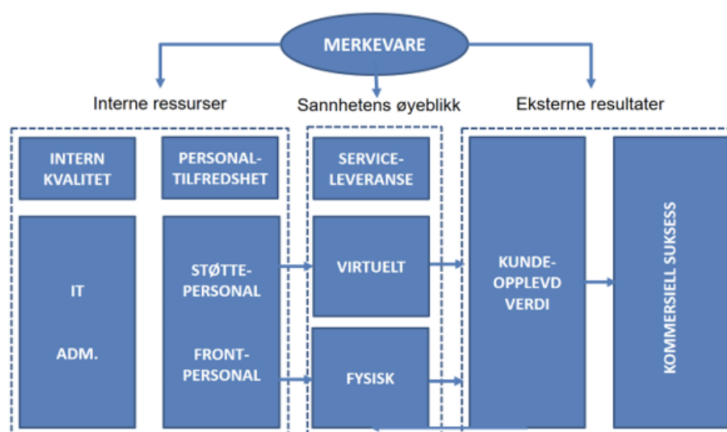 MERKEVARE
Interne ressurser
Sannhetens øyeblikk
Eksterne resultater
INTERN
KVALITET
PERSONAL-
TILFREDSHET
SERVICE-
LEVERANSE
IT
ADM.
STØTTE-
PERSONAL
FRONT-
PERSONAL
VIRTUELT
FYSISK
KUNDE-
OPPLEVD
VERDI
KOMMERSIELL SUKSESS